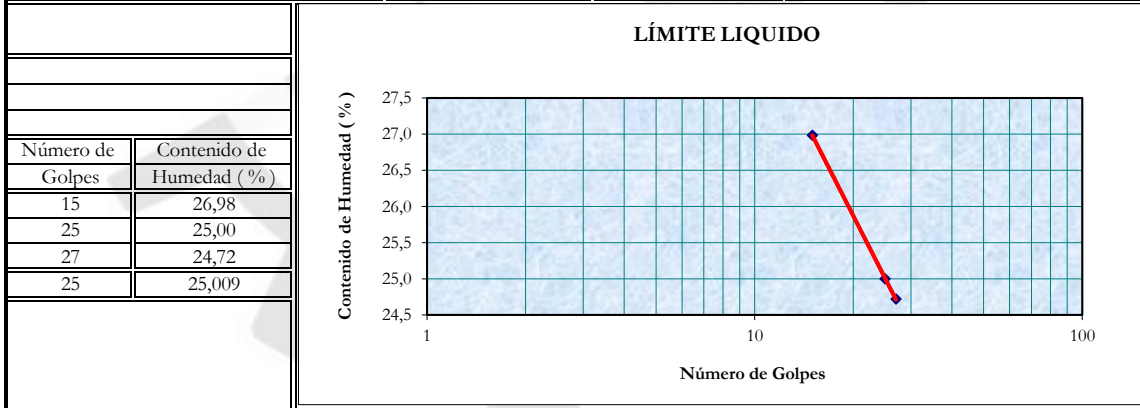 LÍMITE LIQUIDO
Número de Contenido de
Golpes Humedad ( % )
15 26,98
25 25,00
27 24,72
25 25,009
Contenido de Humedad ( % )
27,5
27,0
26,5
26,0
25,5
25,0
24,5
1 10 100
Número de Golpes